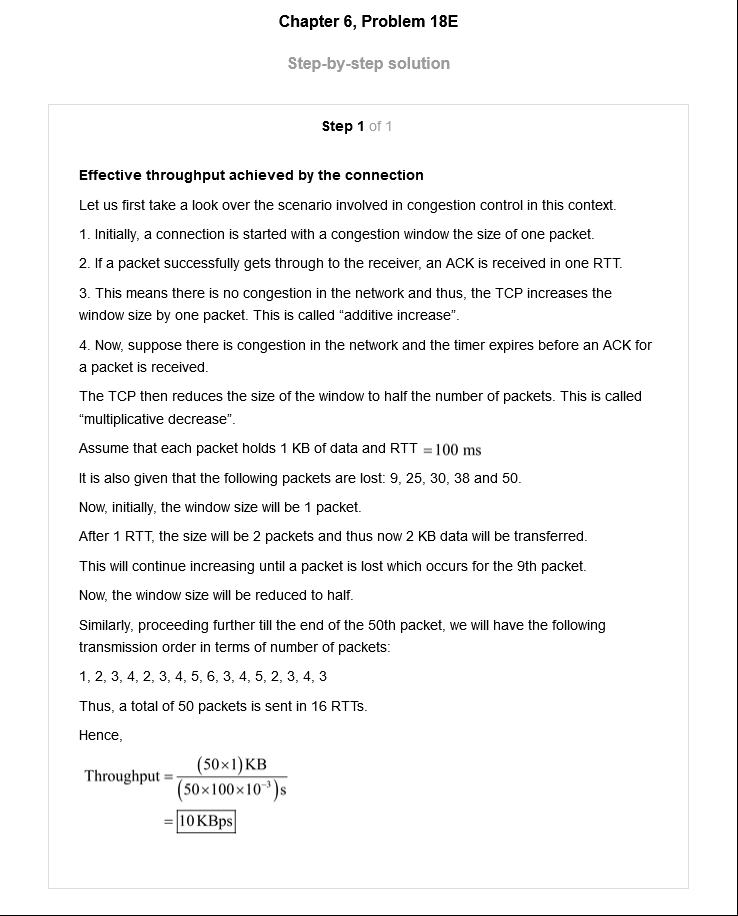 Chapter 6, Problem 18E
Step-by-step solution
Step 1 of 1
Effective throughput achieved by the connection
Let us first take a look over the scenario involved in congestion control in this context.
1. Initially, a connection is started with a congestion window the size of one packet.
2. If a packet successfully gets through to the receiver, an ACK is received in one RTT.
3. This means there is no congestion in the network and thus, the TCP increases the
window size by one packet. This is called “additive increase”.
4. Now, suppose there is congestion in the network and the timer expires before an ACK for
a packet is received.
The TCP then reduces the size of the window to half the number of packets. This is called
“multiplicative decrease”.
Assume that each packet holds 1 KB of data and RTT = 100 ms
It is also given that the following packets are lost: 9, 25, 30, 38 and 50.
Now, initially, the window size will be 1 packet.
After 1 RTT, the size will be 2 packets and thus now 2 KB data will be transferred.
This will continue increasing until a packet is lost which occurs for the 9th packet.
Now, the window size will be reduced to half.
Similarly, proceeding further till the end of the 50th packet, we will have the following
transmission order in terms of number of packets:
1, 2, 3, 4, 2, 3, 4, 5, 6, 3, 4, 5, 2, 3, 4, 3
Thus, a total of 50 packets is sent in 16 RTTs.
Hence,
Throughput = (50×1)KB / (50×100×10⁻³)s
= 10 KBps